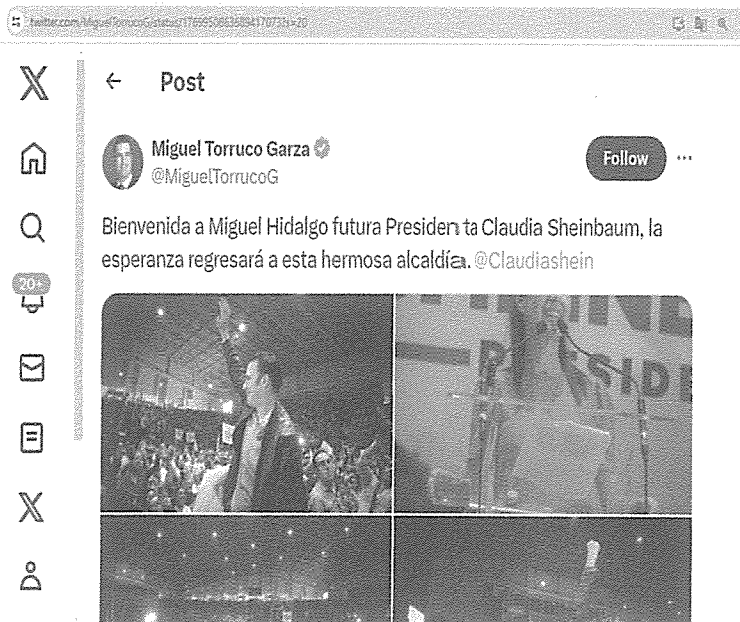 Post
Miguel Torruco Garza
@MiguelTorrucoG
Follow
Bienvenida a Miguel Hidalgo futura Presidenta Claudia Sheinbaum, la
esperanza regresará a esta hermosa alcaldía. @Claudiashein
20+